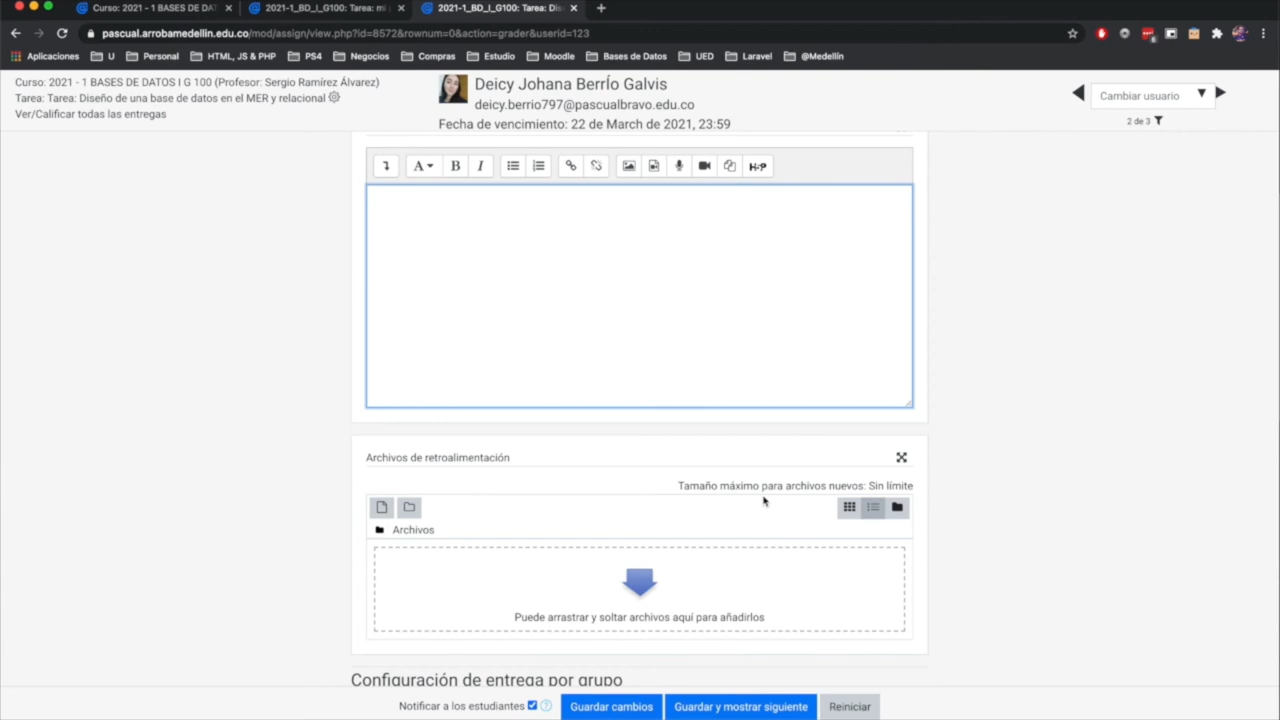 Curso: 2021 - 1 BASES DE DAT
2021-1_BD_I_G100: Tarea: mi
2021-1_BD_I_G100: Tarea: Dis
pascual.arrobamedellin.edu.co/mod/assign/view.php?id=8572&rownum=0&action=grader&userid=123
Aplicaciones U Personal HTML, JS & PHP PS4 Negocios Compras Estudio Moodle Bases de Datos UED Laravel @Medellín
Curso: 2021 - 1 BASES DE DATOS I G 100 (Profesor: Sergio Ramírez Álvarez)
Tarea: Tarea: Diseño de una base de datos en el MER y relacional
Ver/Calificar todas las entregas
Deicy Johana BerrÍo Galvis
deicy.berrio797@pascualbravo.edu.co
Fecha de vencimiento: 22 de March de 2021, 23:59
Cambiar usuario
2 de 3
A B I H5P
Archivos de retroalimentación
Tamaño máximo para archivos nuevos: Sin límite
Archivos
Puede arrastrar y soltar archivos aquí para añadirlos
Configuración de entrega por grupo
Notificar a los estudiantes ? Guardar cambios Guardar y mostrar siguiente Reiniciar